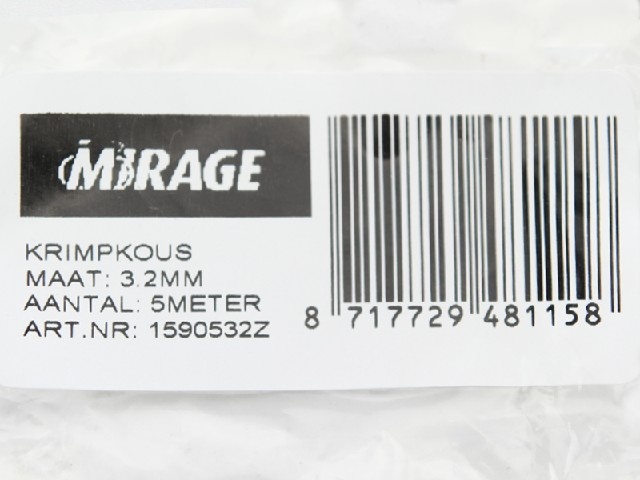 MIRAGE
KRIMPKOUS
MAAT: 3.2MM
AANTAL: 5METER
ART.NR: 1590532Z
8 717729 481158